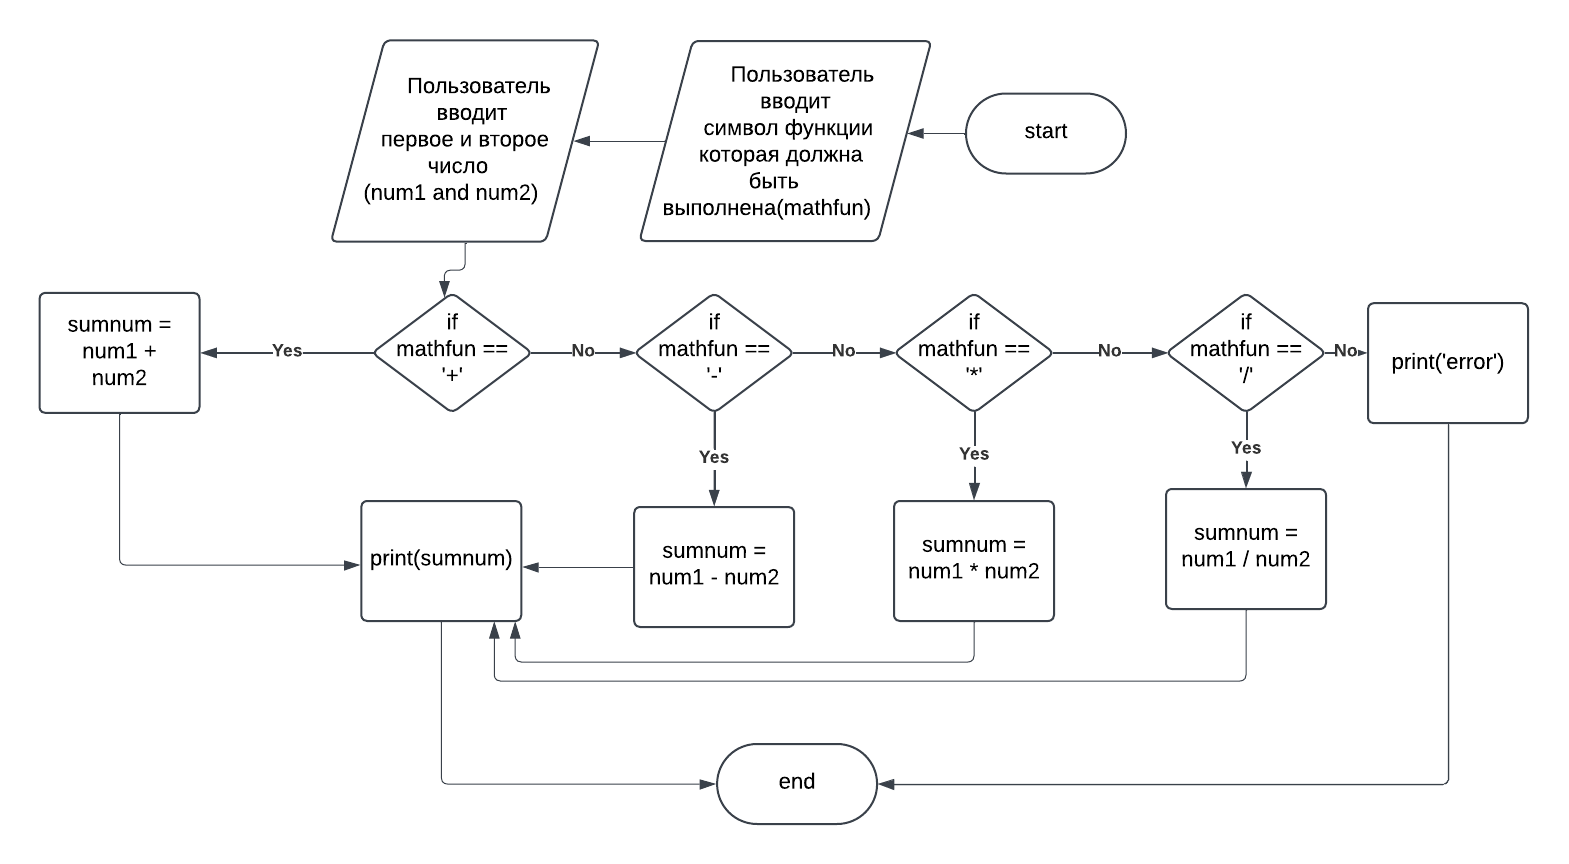 Пользователь
вводит
первое и второе
число
(num1 and num2)
Пользователь
вводит
символ функции
которая должна
быть
выполнена(mathfun)
start
sumnum =
num1 +
num2
Yes
if
mathfun ==
'+'
No
if
mathfun ==
'-'
No
if
mathfun ==
'*'
No
if
mathfun ==
'/'
No
print('error')
Yes
Yes
Yes
print(sumnum)
sumnum =
num1 - num2
sumnum =
num1 * num2
sumnum =
num1 / num2
end